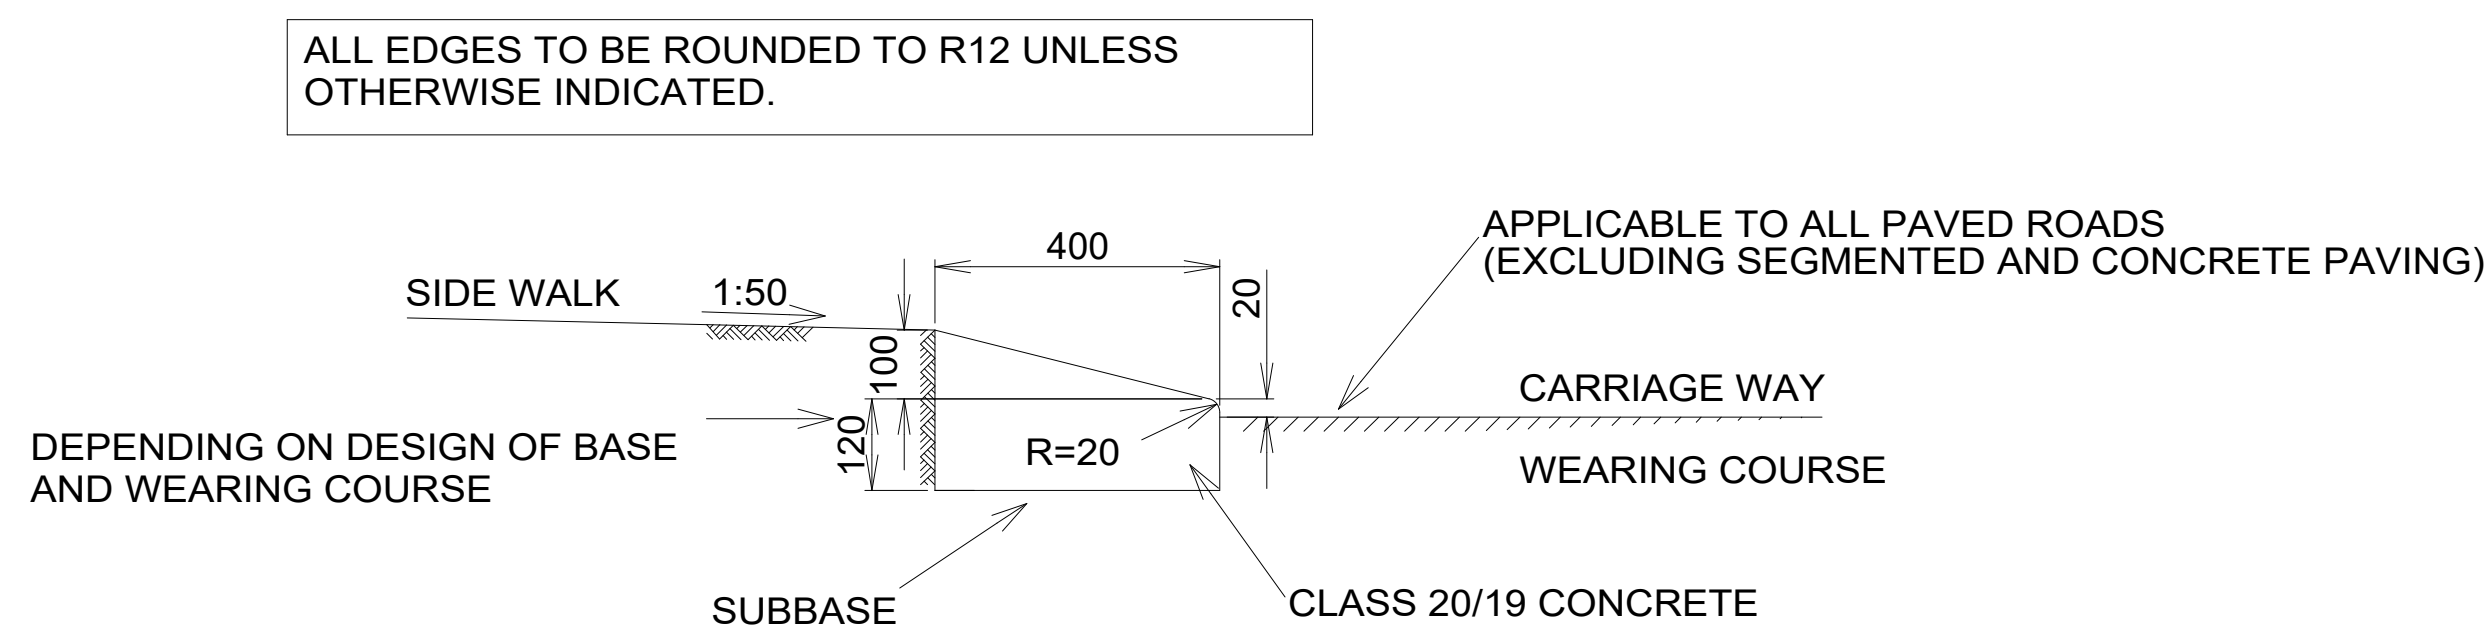 ALL EDGES TO BE ROUNDED TO R12 UNLESS
OTHERWISE INDICATED.
APPLICABLE TO ALL PAVED ROADS
(EXCLUDING SEGMENTED AND CONCRETE PAVING)
400
SIDE WALK
1:50
20
100
CARRIAGE WAY
120
DEPENDING ON DESIGN OF BASE
AND WEARING COURSE
R=20
WEARING COURSE
SUBBASE
CLASS 20/19 CONCRETE